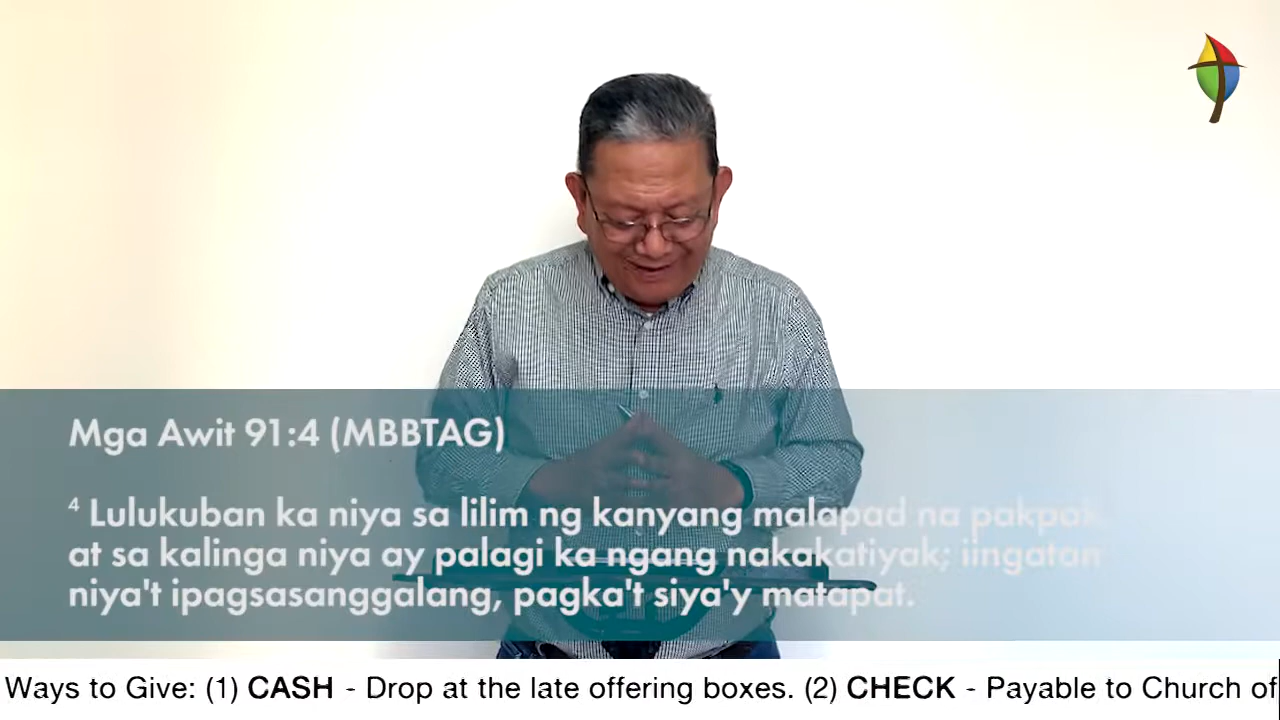 Mga Awit 91:4 (MBBTAG)
4 Lulukuban ka niya sa lilim ng kanyang malapad na pakpak
at sa kalinga niya ay palagi ka ngang nakakatiyak; iingatan
niya't ipagsasanggalang, pagka't siya'y matapat.
Ways to Give: (1) CASH - Drop at the late offering boxes. (2) CHECK - Payable to Church of